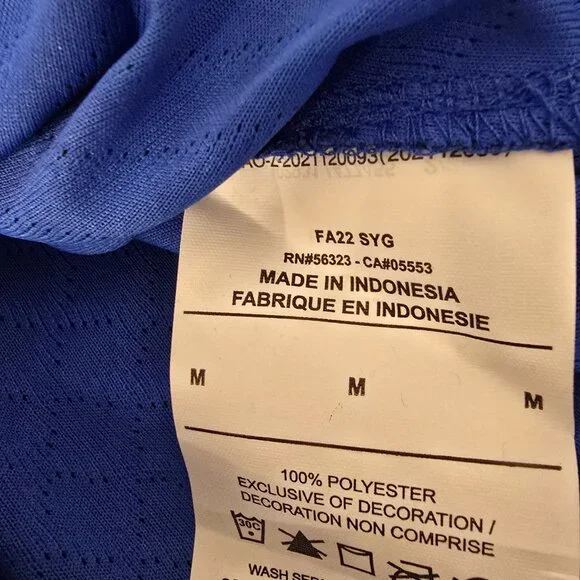 FA22 SYG
RN#56323 - CA#05553
MADE IN INDONESIA
FABRIQUE EN INDONESIE
M M M
100% POLYESTER
EXCLUSIVE OF DECORATION /
DECORATION NON COMPRISE
30C
WASH